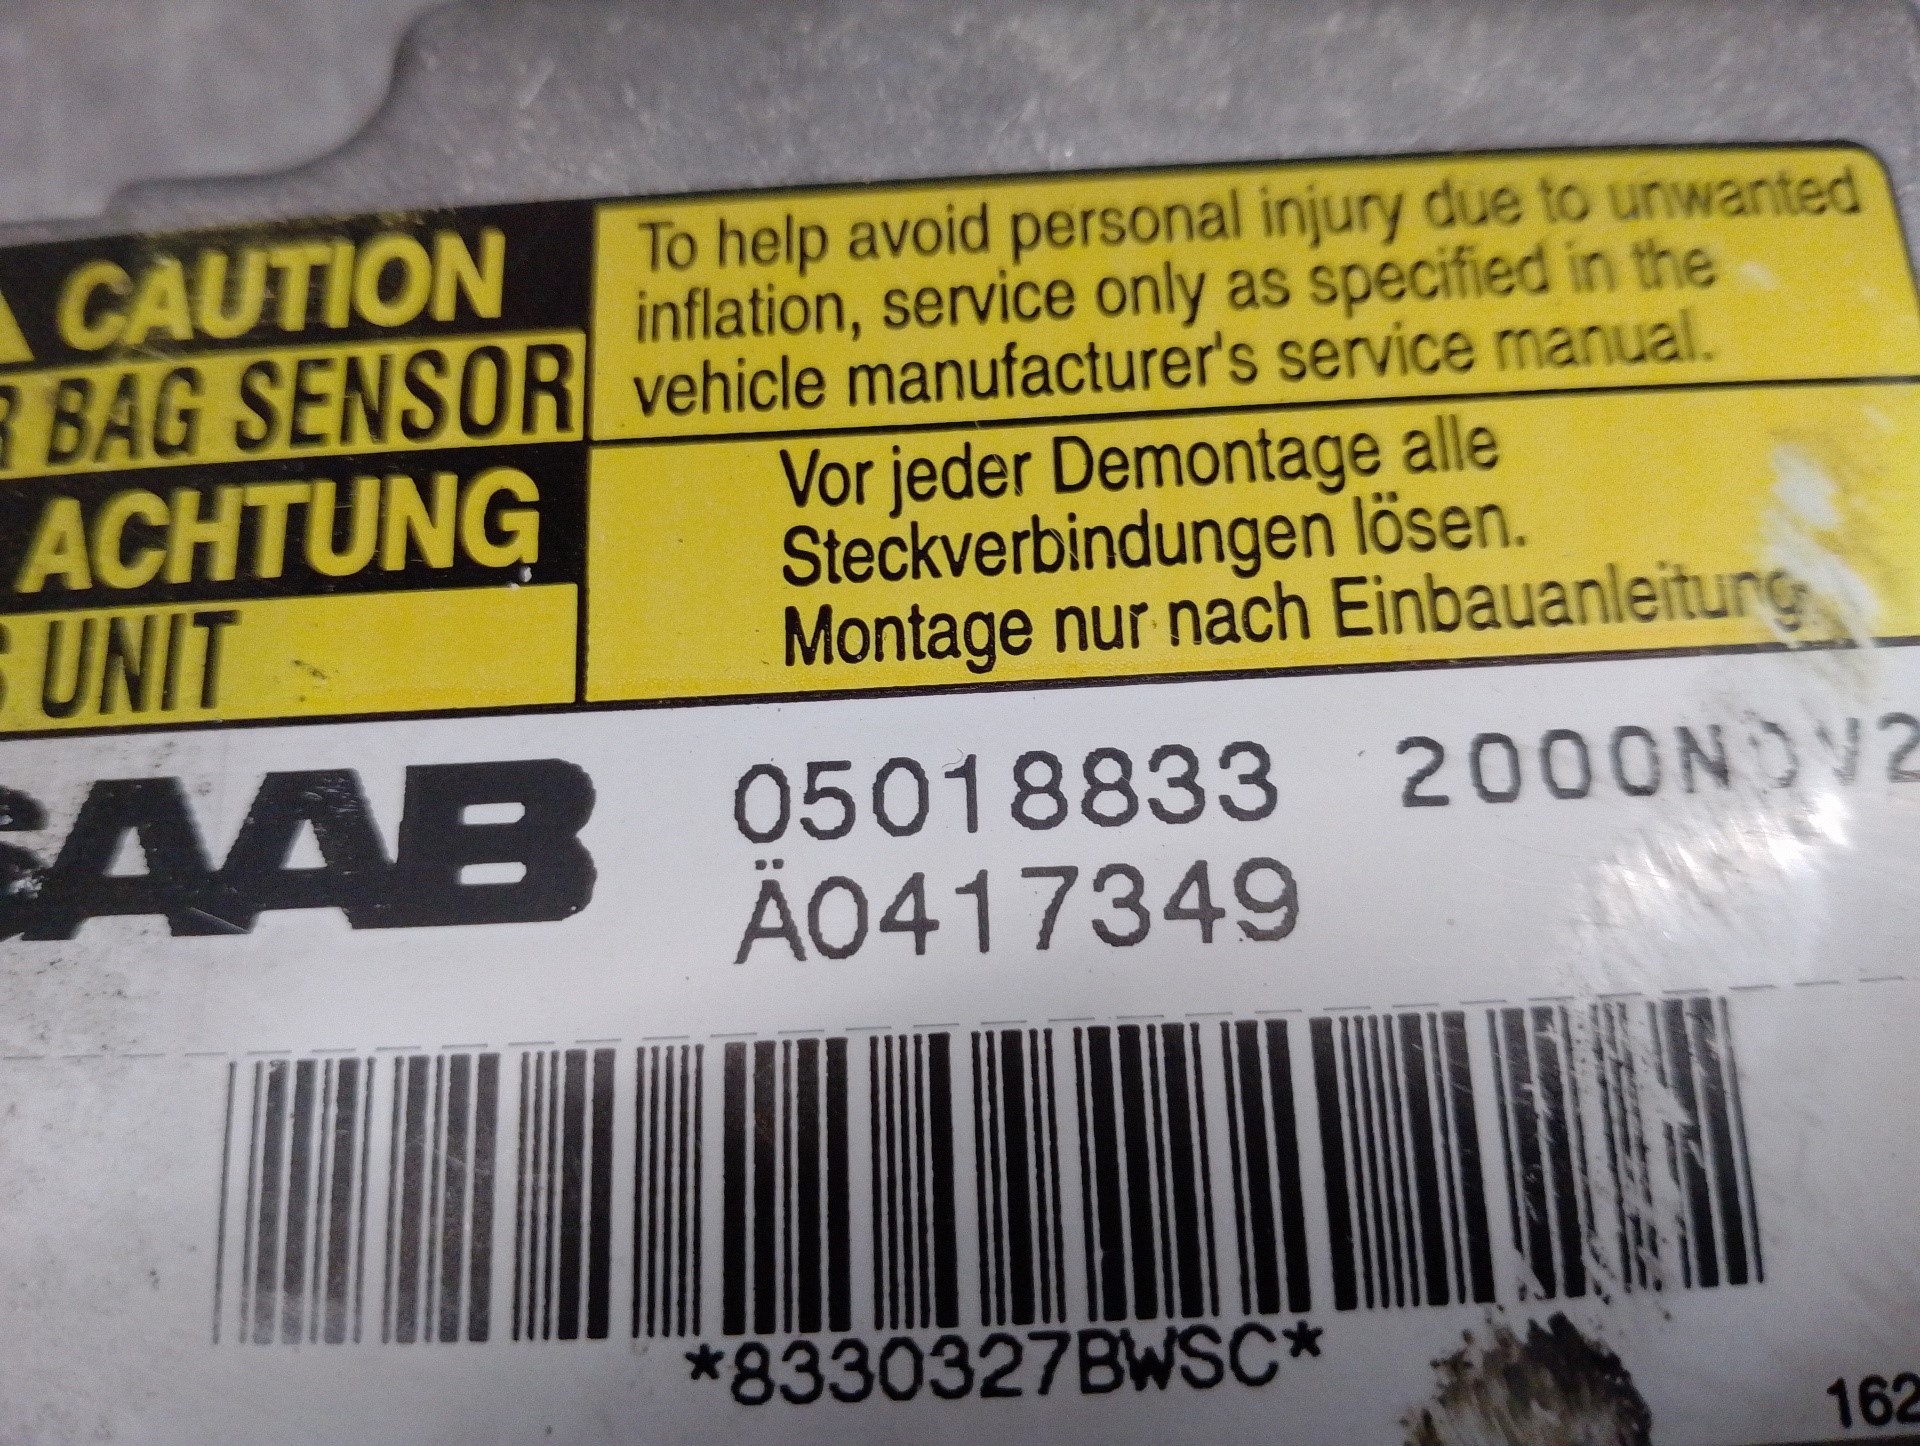 CAUTION
BAG SENSOR
To help avoid personal injury due to unwanted
inflation, service only as specified in the
vehicle manufacturer's service manual.
ACHTUNG
UNIT
Vor jeder Demontage alle
Steckverbindungen lösen.
Montage nur nach Einbauanleitung.
SAAB 05018833 2000NOV2
Ä0417349
*8330327BWSC*
162